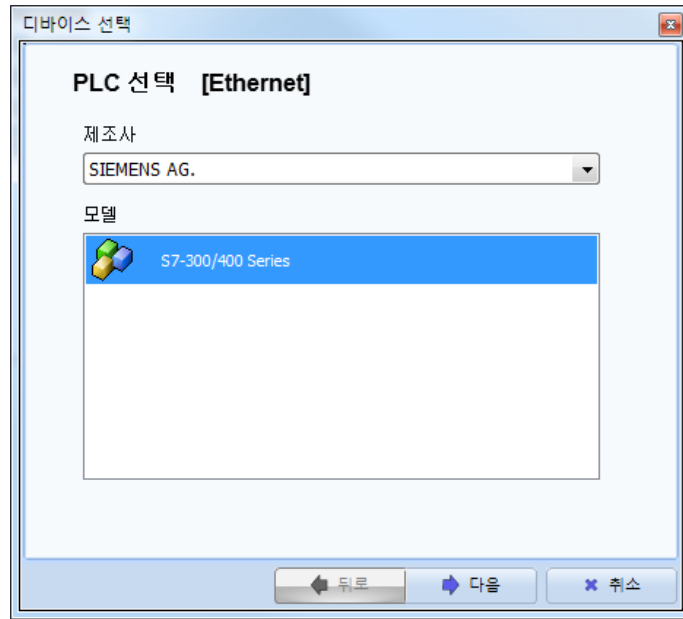 디바이스 선택
PLC 선택 [Ethernet]
제조사
SIEMENS AG.
모델
S7-300/400 Series
뒤로 다음 취소